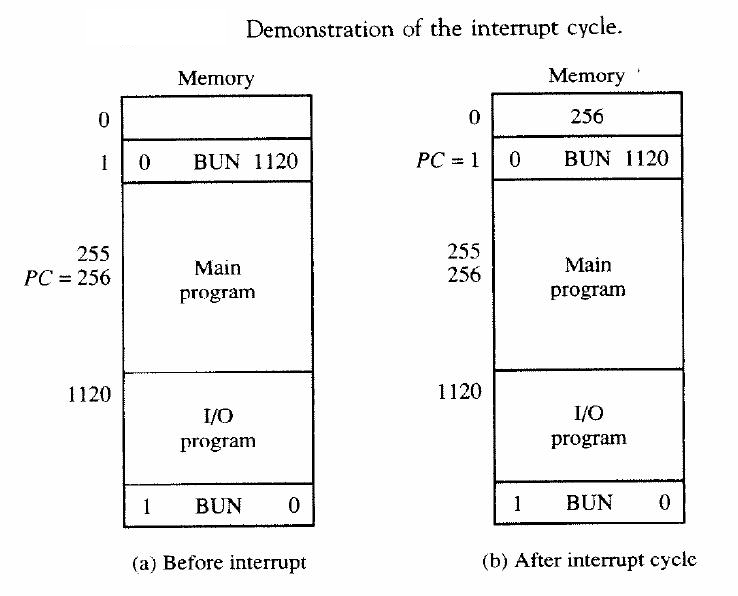 Demonstration of the interrupt cycle.
Memory
0
1 0 BUN 1120
255
PC = 256
Main
program
1120
I/O
program
1 BUN 0
(a) Before interrupt
Memory
0 256
PC = 1 0 BUN 1120
255
256
Main
program
1120
I/O
program
1 BUN 0
(b) After interrupt cycle